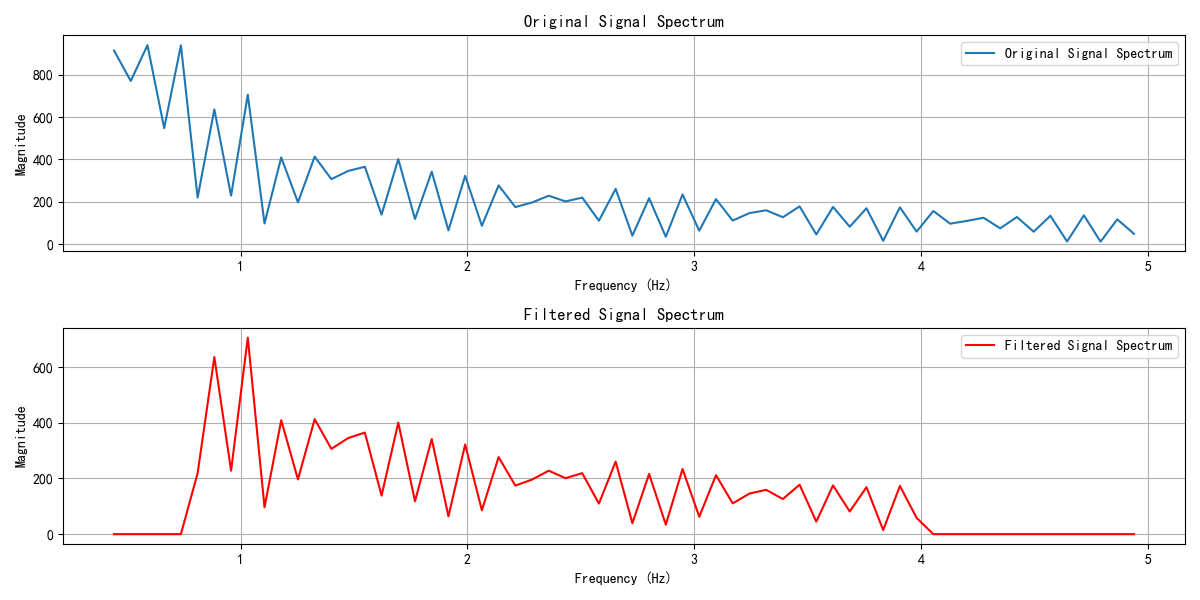 Original Signal Spectrum
Original Signal Spectrum
Magnitude
800
600
400
200
0
1 2 3 4 5
Frequency (Hz)
Filtered Signal Spectrum
Filtered Signal Spectrum
Magnitude
600
400
200
0
1 2 3 4 5
Frequency (Hz)